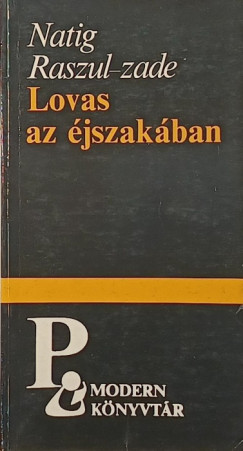 Natig
Raszul-zade
Lovas
az éjszakában
P
MODERN
KÖNYVTÁR